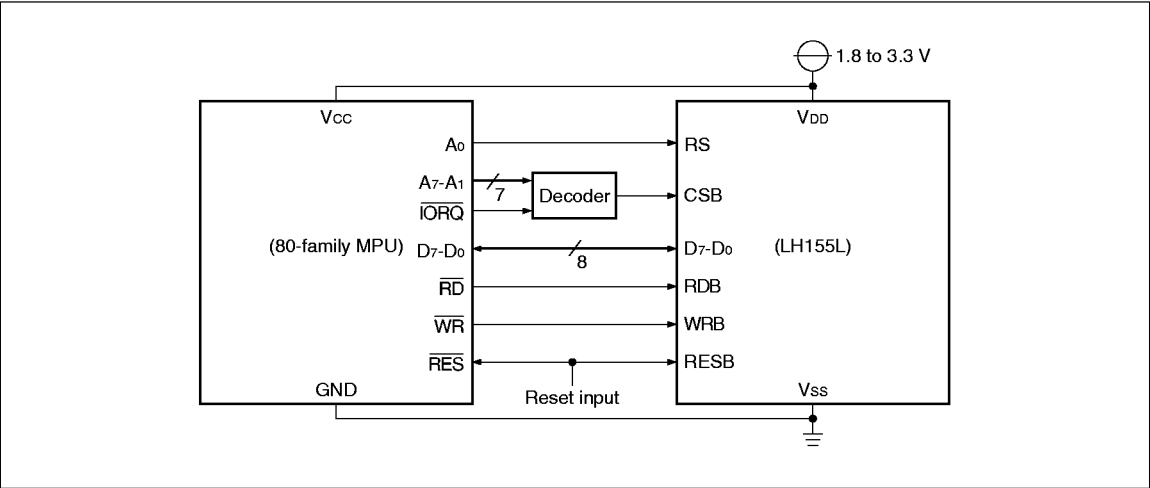 1.8 to 3.3 V
VCC
VDD
A0
RS
A7-A1
7
Decoder
CSB
IORQ
(80-family MPU)
D7-D0
8
D7-D0
(LH155L)
RD
RDB
WR
WRB
RES
RESB
Reset input
GND
VSS